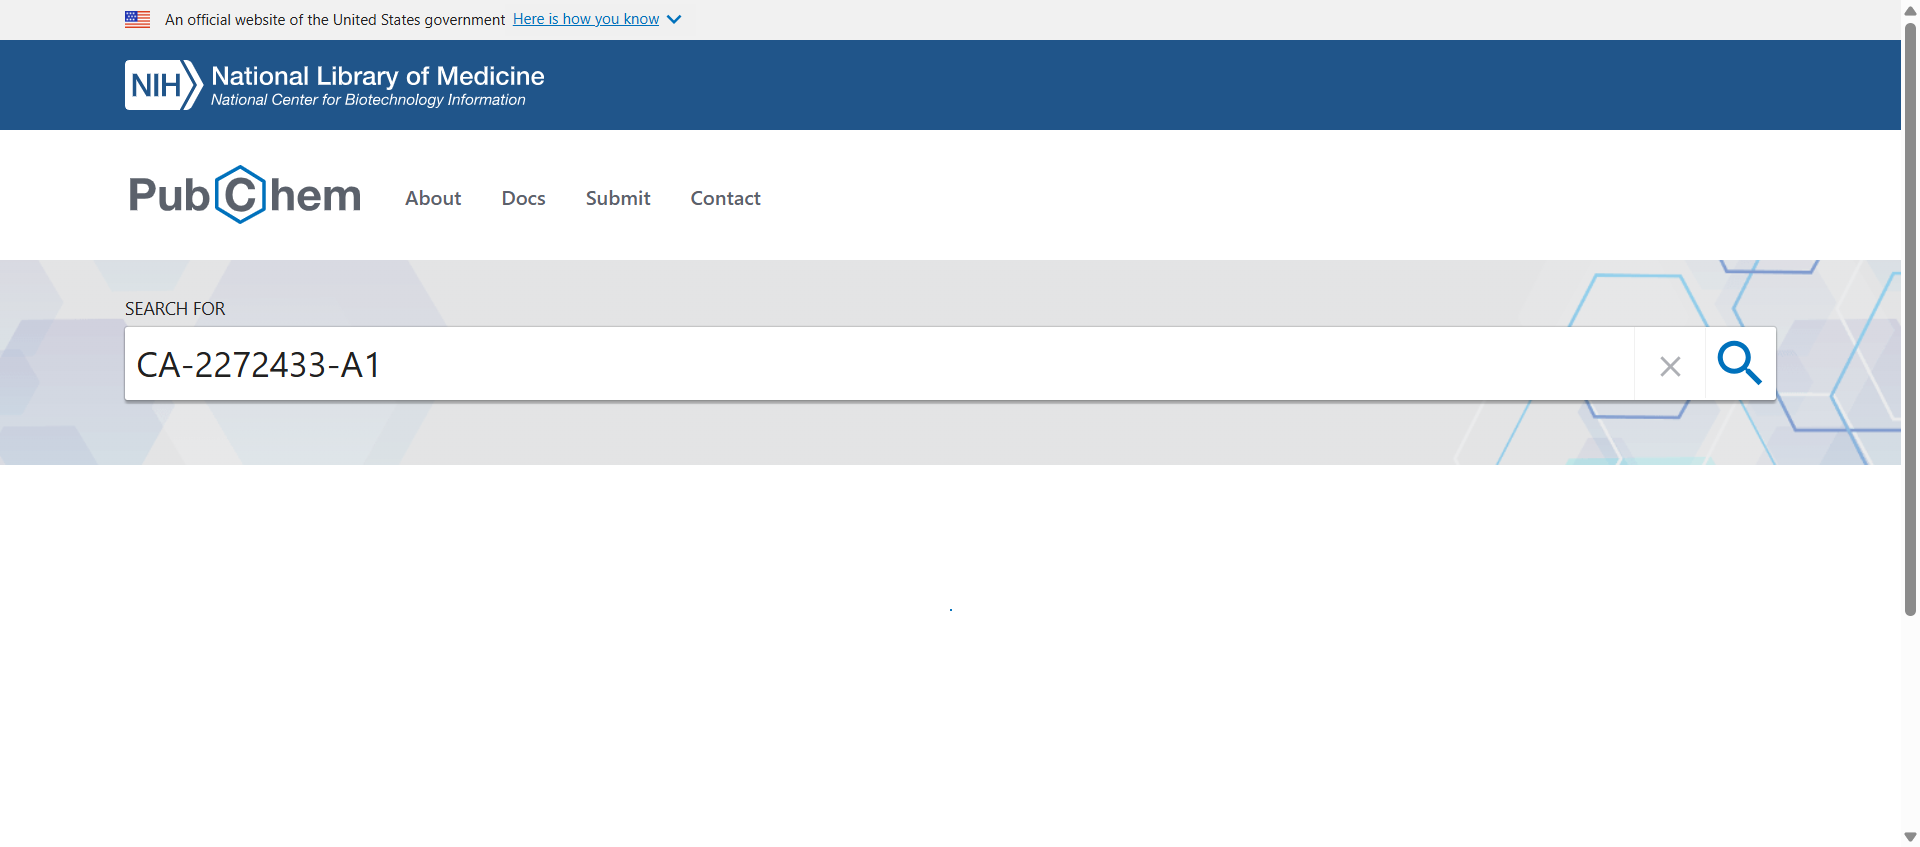 An official website of the United States government Here is how you know
NIH National Library of Medicine
National Center for Biotechnology Information
PubChem About Docs Submit Contact
SEARCH FOR
CA-2272433-A1